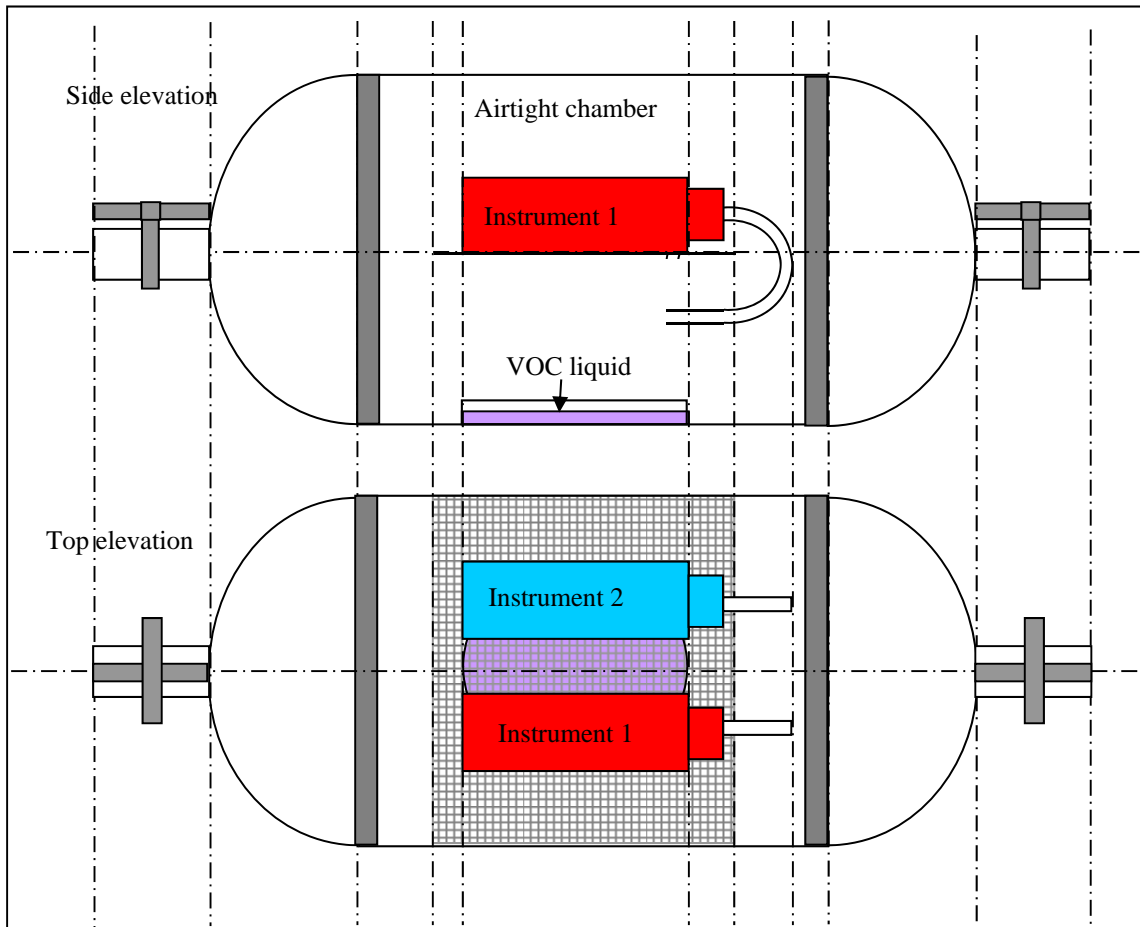 Side elevation
Airtight chamber
Instrument 1
VOC liquid
Top elevation
Instrument 2
Instrument 1